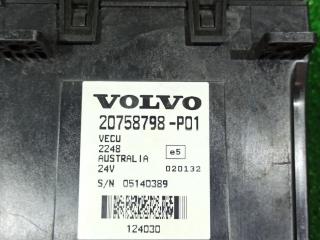 VOLVO
20758798-P01
VECU
2248 e5
AUSTRALIA
24V 020132
S/N 05140389
124030